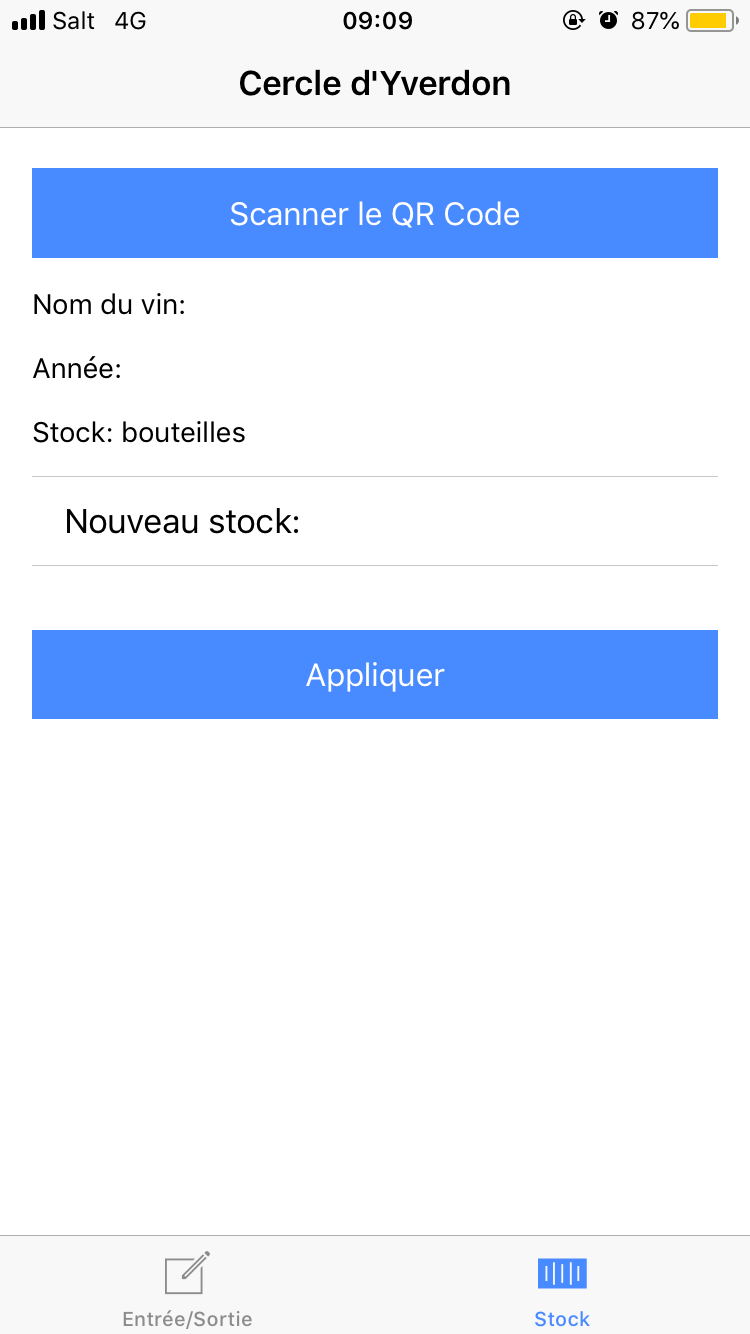 Salt 4G 09:09 87%
Cercle d'Yverdon
Scanner le QR Code
Nom du vin:
Année:
Stock: bouteilles
Nouveau stock:
Appliquer
Entrée/Sortie Stock